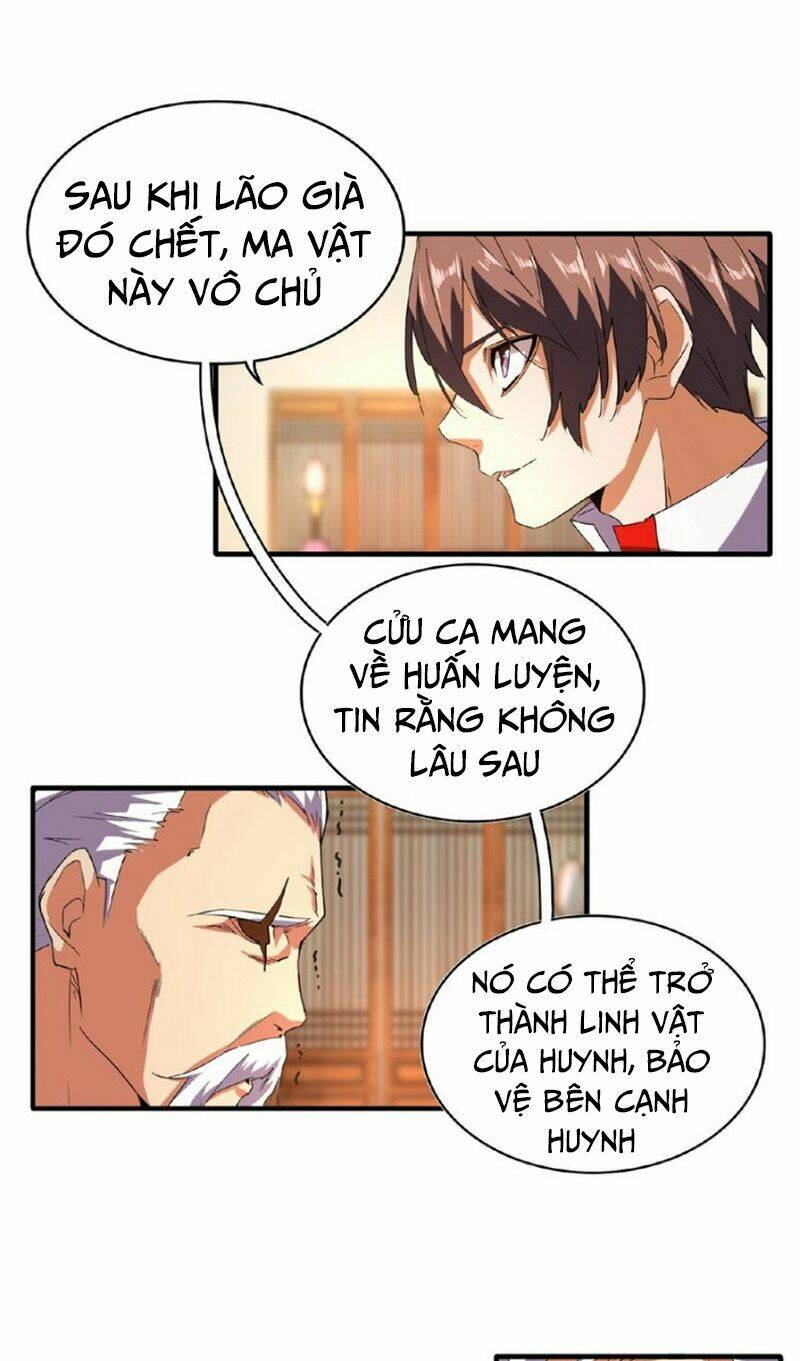 SAU KHI LÃO GIÀ
ĐÓ CHẾT, MA VẬT
NÀY VÔ CHỦ
CỬU CA MANG
VỀ HUẤN LUYỆN,
TIN RẰNG KHÔNG
LÂU SAU
NÓ CÓ THỂ TRỞ
THÀNH LINH VẬT
CỦA HUYNH, BẢO
VỆ BÊN CẠNH
HUYNH